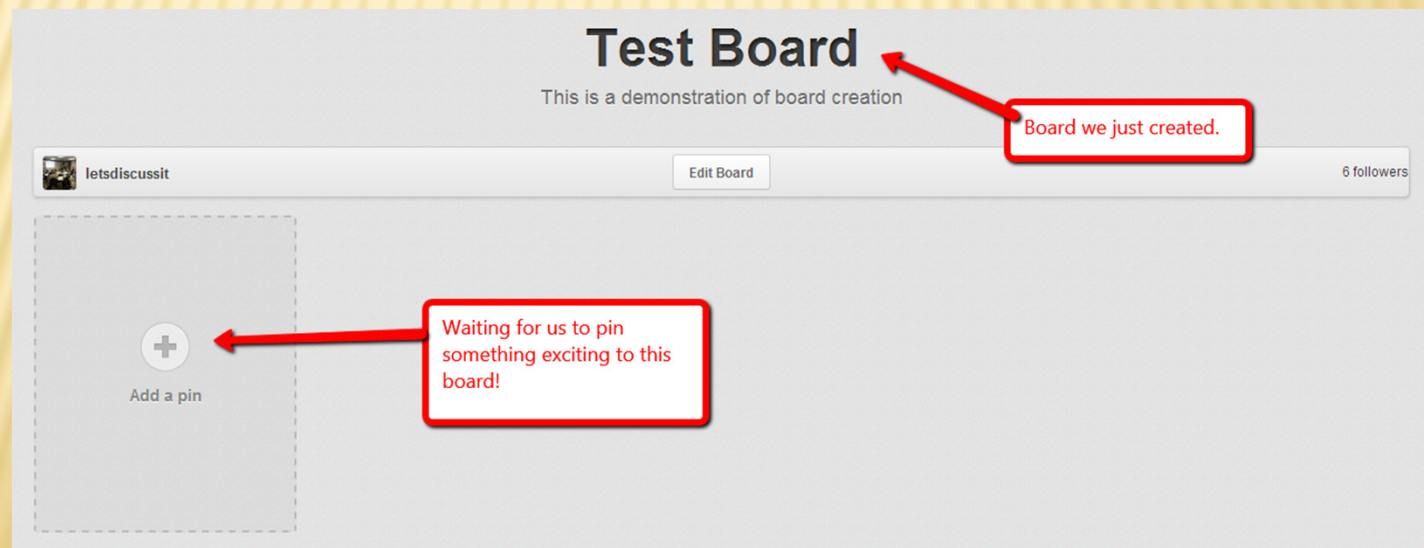 Test Board
This is a demonstration of board creation
Board we just created.
letsdiscussit
Edit Board
6 followers
Waiting for us to pin
something exciting to this
board!
Add a pin